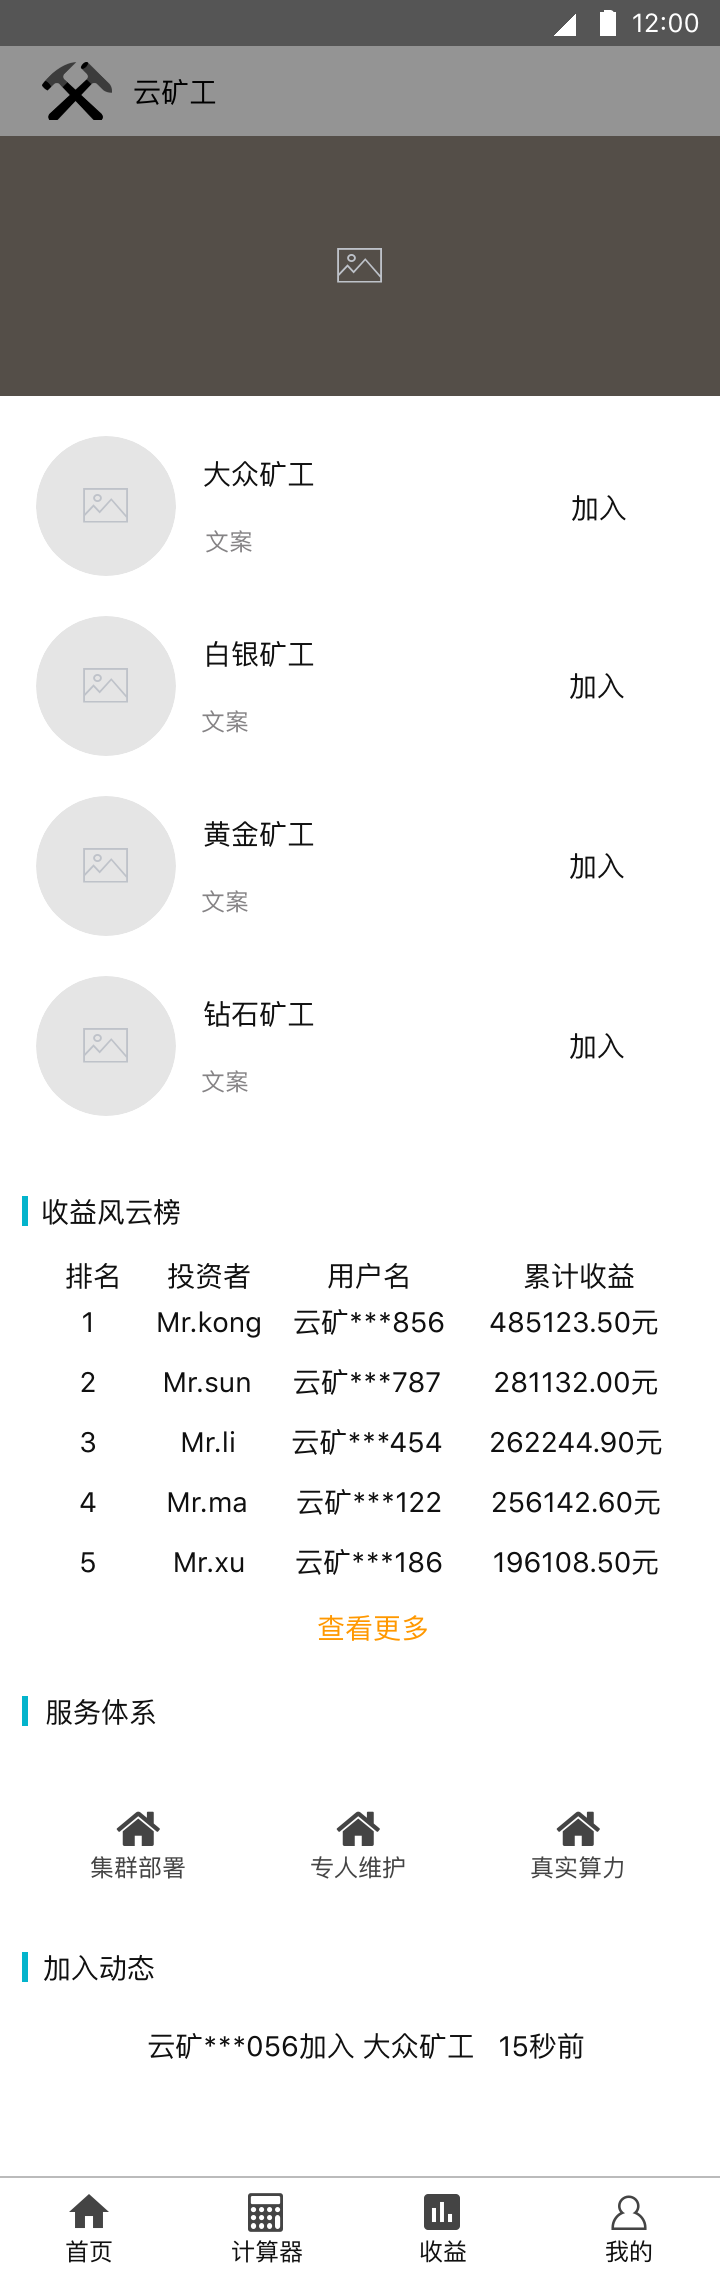 12:00
云矿工
大众矿工
文案
加入
白银矿工
文案
加入
黄金矿工
文案
加入
钻石矿工
文案
加入
收益风云榜
排名 投资者 用户名 累计收益
1 Mr.kong 云矿***856 485123.50元
2 Mr.sun 云矿***787 281132.00元
3 Mr.li 云矿***454 262244.90元
4 Mr.ma 云矿***122 256142.60元
5 Mr.xu 云矿***186 196108.50元
查看更多
服务体系
集群部署 专人维护 真实算力
加入动态
云矿***056加入 大众矿工 15秒前
首页 计算器 收益 我的